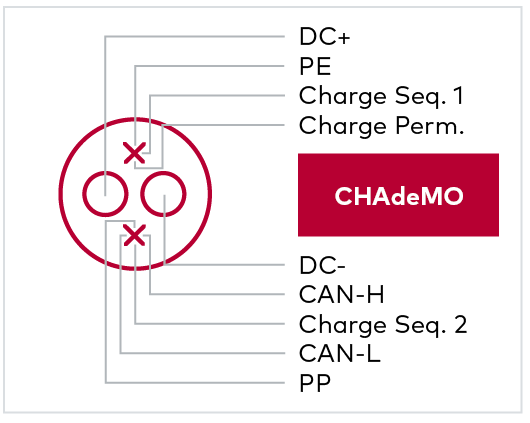 DC+
PE
Charge Seq. 1
Charge Perm.
CHAdeMO
DC-
CAN-H
Charge Seq. 2
CAN-L
PP